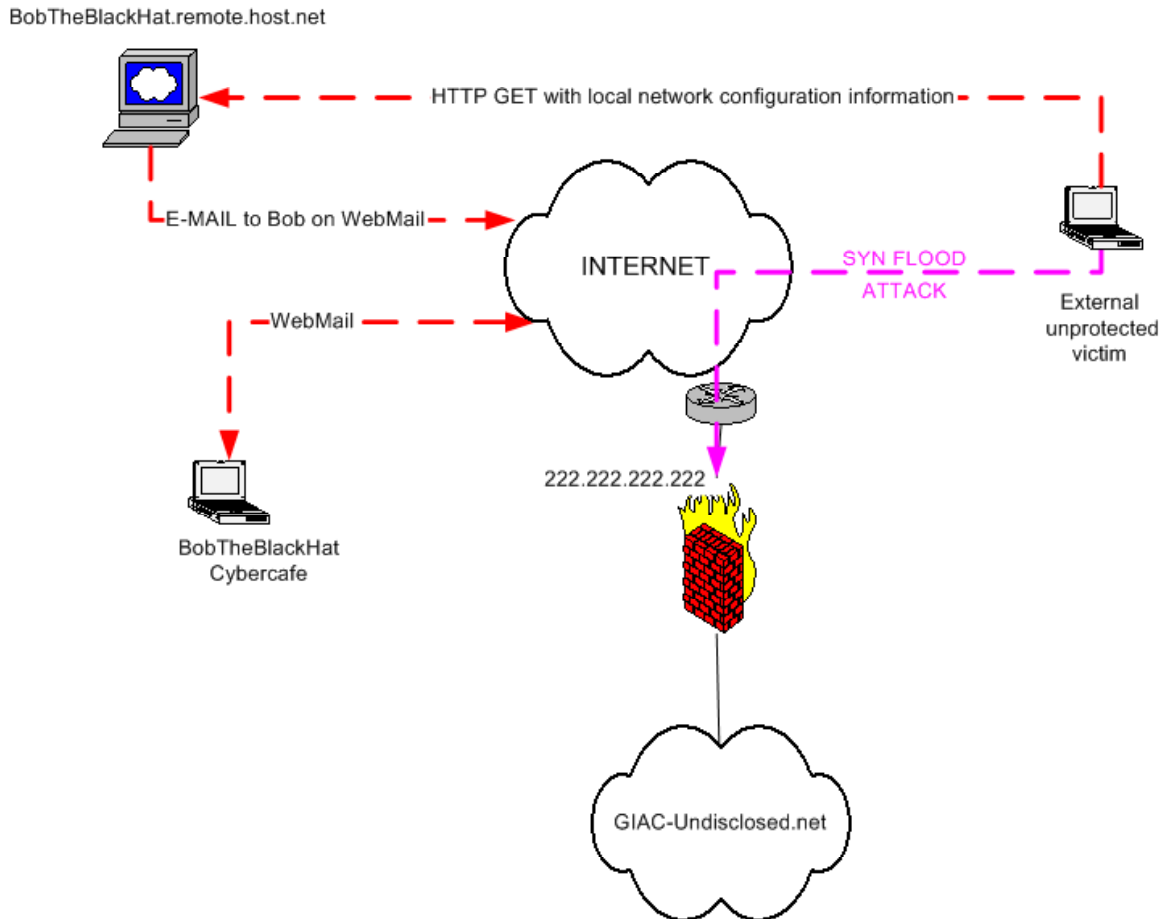 BobTheBlackHat.remote.host.net
HTTP GET with local network configuration information
E-MAIL to Bob on WebMail
INTERNET
SYN FLOOD
ATTACK
External
unprotected
victim
WebMail
222.222.222.222
BobTheBlackHat
Cybercafe
GIAC-Undisclosed.net